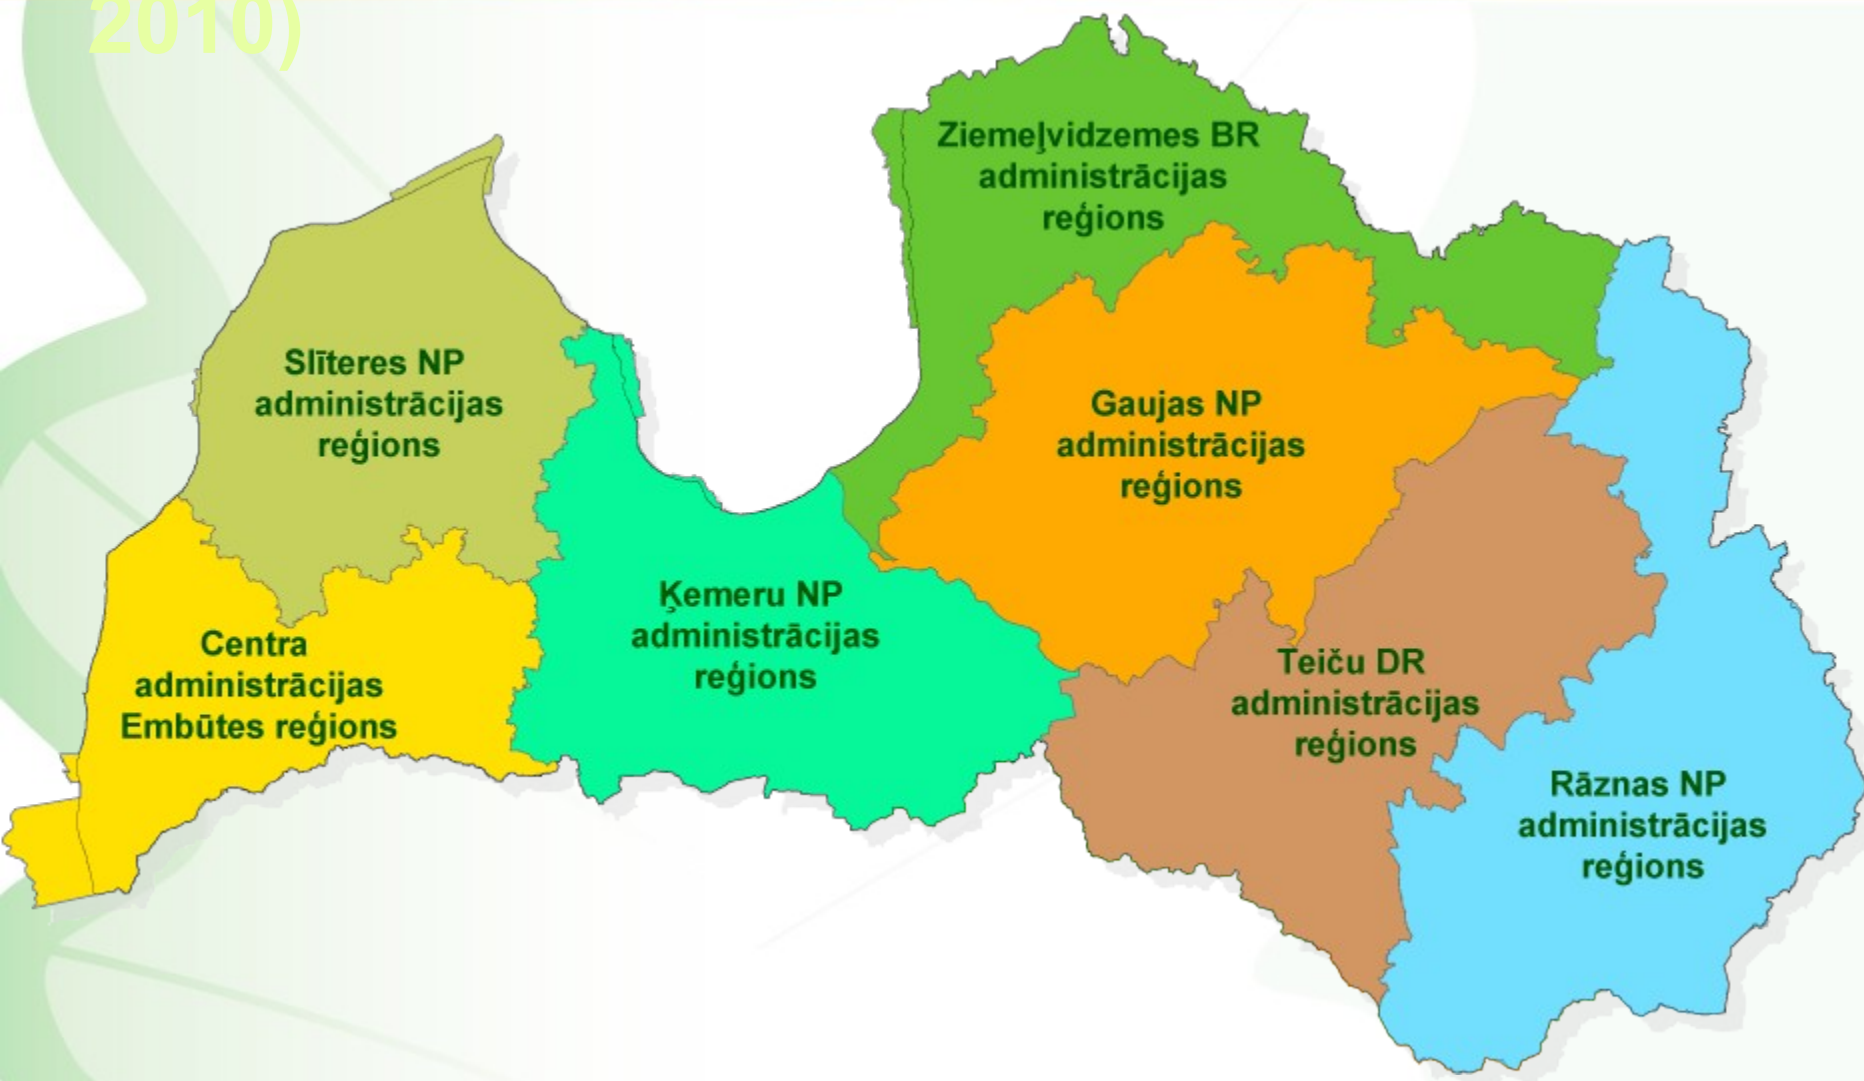 2010)
Ziemeļvidzemes BR
administrācijas
reģions
Slīteres NP
administrācijas
reģions
Gaujas NP
administrācijas
reģions
Ķemeru NP
administrācijas
reģions
Centra
administrācijas
Embūtes reģions
Teiču DR
administrācijas
reģions
Rāznas NP
administrācijas
reģions